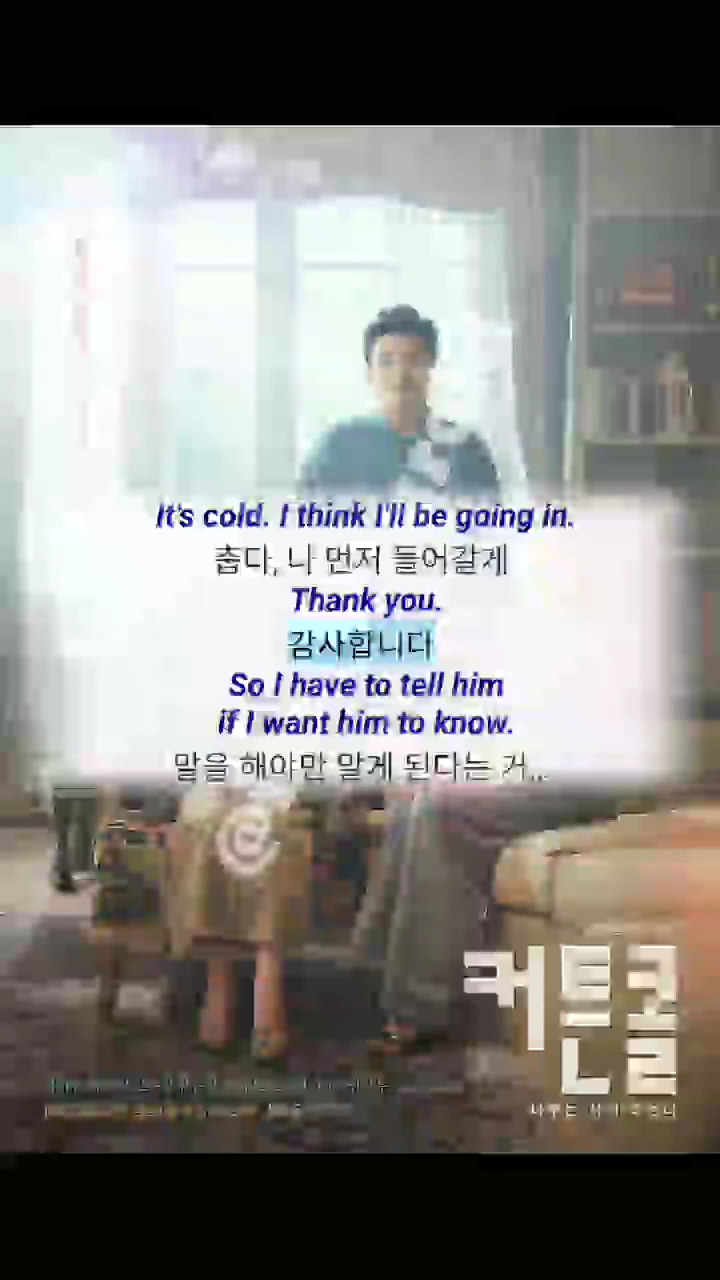 It's cold. I think I'll be going in.
춥다, 나 먼저 들어갈게
Thank you.
감사합니다
So I have to tell him
if I want him to know.
말을 해야만 알게 된다는 거...
커튼콜